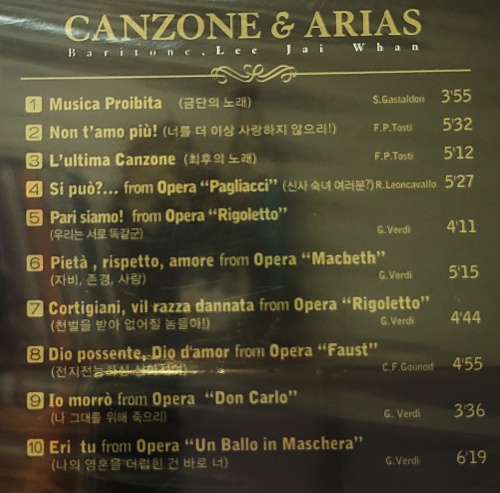 CANZONE & ARIAS
Baritone.Lee Jai Whan
1 Musica Proibita (금단의 노래) S.Gastaldon 3'55
2 Non t'amo più! (너를 더 이상 사랑하지 않으리!) F.P.Tosti 5'32
3 L'ultima Canzone (최후의 노래) F.P.Tosti 5'12
4 Si può?... from Opera "Pagliacci" (신사 숙녀 여러분?) R.Leoncavallo 5'27
5 Pari siamo! from Opera "Rigoletto"
(우리는 서로 똑같군) G.Verdi 4'11
6 Pietà , rispetto, amore from Opera "Macbeth"
(자비, 존경, 사랑) G.Verdi 5'15
7 Cortigiani, vil razza dannata from Opera "Rigoletto"
(천벌을 받아 없어질 놈들아!) G.Verdi 4'44
8 Dio possente, Dio d'amor from Opera "Faust"
(전지전능하신 C.F.Gounod 4'55
9 Io morrò from Opera "Don Carlo"
(나 그대를 위해 죽으리) G. Verdi 3'36
10 Eri tu from Opera "Un Ballo in Maschera"
(나의 영혼을 더럽힌 건 바로 너) G.Verdi 6'19